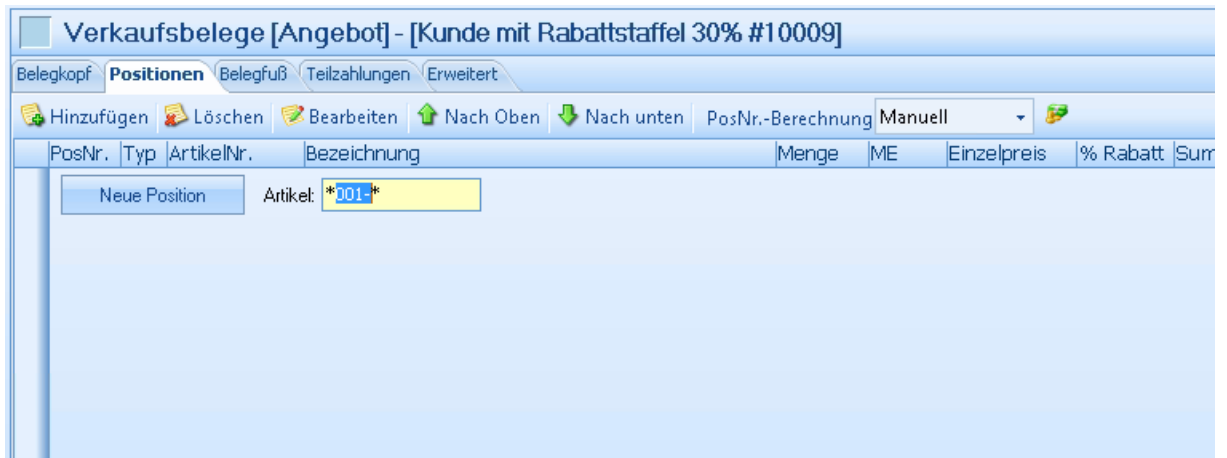 Verkaufsbelege [Angebot] - [Kunde mit Rabattstaffel 30% #10009]
Belegkopf Positionen Belegfuß Teilzahlungen Erweitert
Hinzufügen Löschen Bearbeiten Nach Oben Nach unten PosNr.-Berechnung Manuell
PosNr. Typ ArtikelNr. Bezeichnung Menge ME Einzelpreis % Rabatt Sum
Neue Position Artikel: *001-*